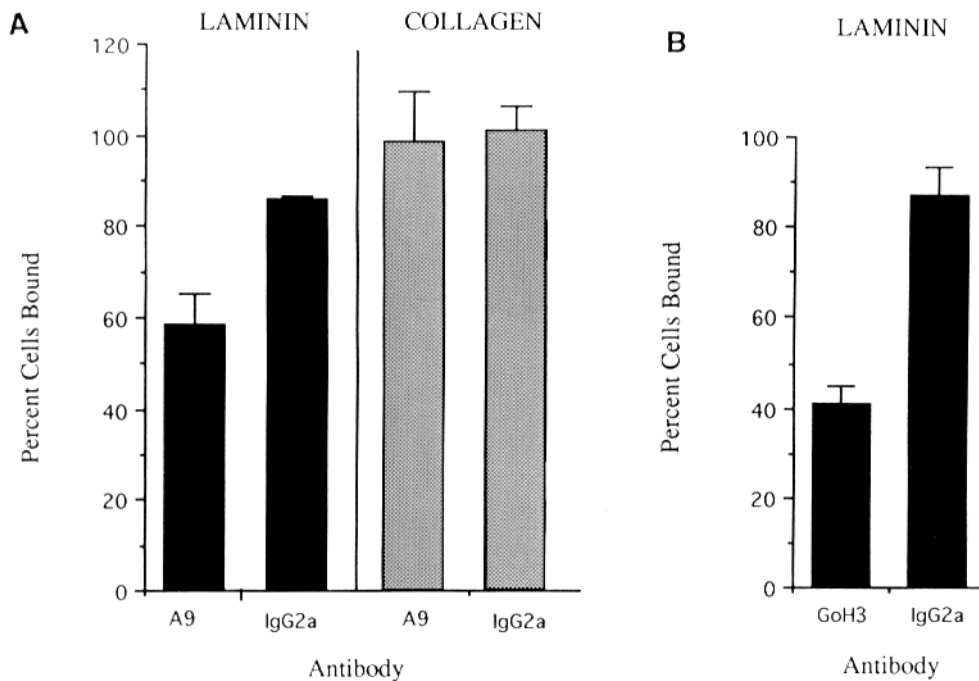 A
LAMININ COLLAGEN
120
100
80
60
40
20
0
Percent Cells Bound
A9 IgG2a A9 IgG2a
Antibody
B
LAMININ
100
80
60
40
20
0
Percent Cells Bound
GoH3 IgG2a
Antibody